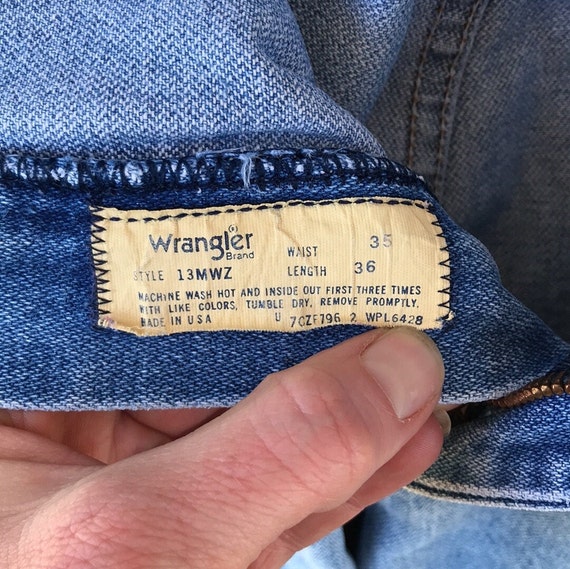 Wrangler®
Brand
WAIST 35
STYLE 13MWZ LENGTH 36
MACHINE WASH HOT AND INSIDE OUT FIRST THREE TIMES
WITH LIKE COLORS, TUMBLE DRY, REMOVE PROMPTLY.
MADE IN USA U 7CZF796 2 WPL6428